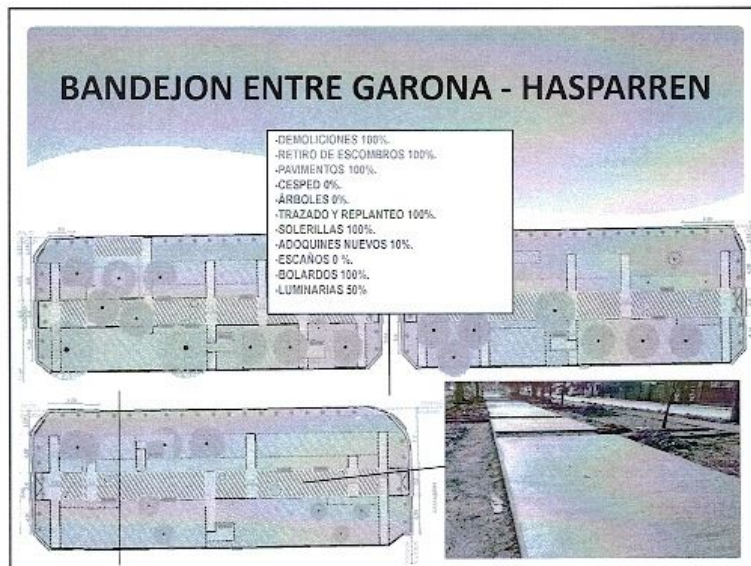 BANDEJON ENTRE GARONA - HASPARREN
-DEMOLICIONES 100%.
-RETIRO DE ESCOMBROS 100%.
-PAVIMENTOS 100%.
-CESPED 0%.
-ÁRBOLES 0%.
-TRAZADO Y REPLANTEO 100%.
-SOLERILLAS 100%.
-ADOQUINES NUEVOS 10%.
-ESCAÑOS 0 %.
-BOLARDOS 100%.
-LUMINARIAS 50%